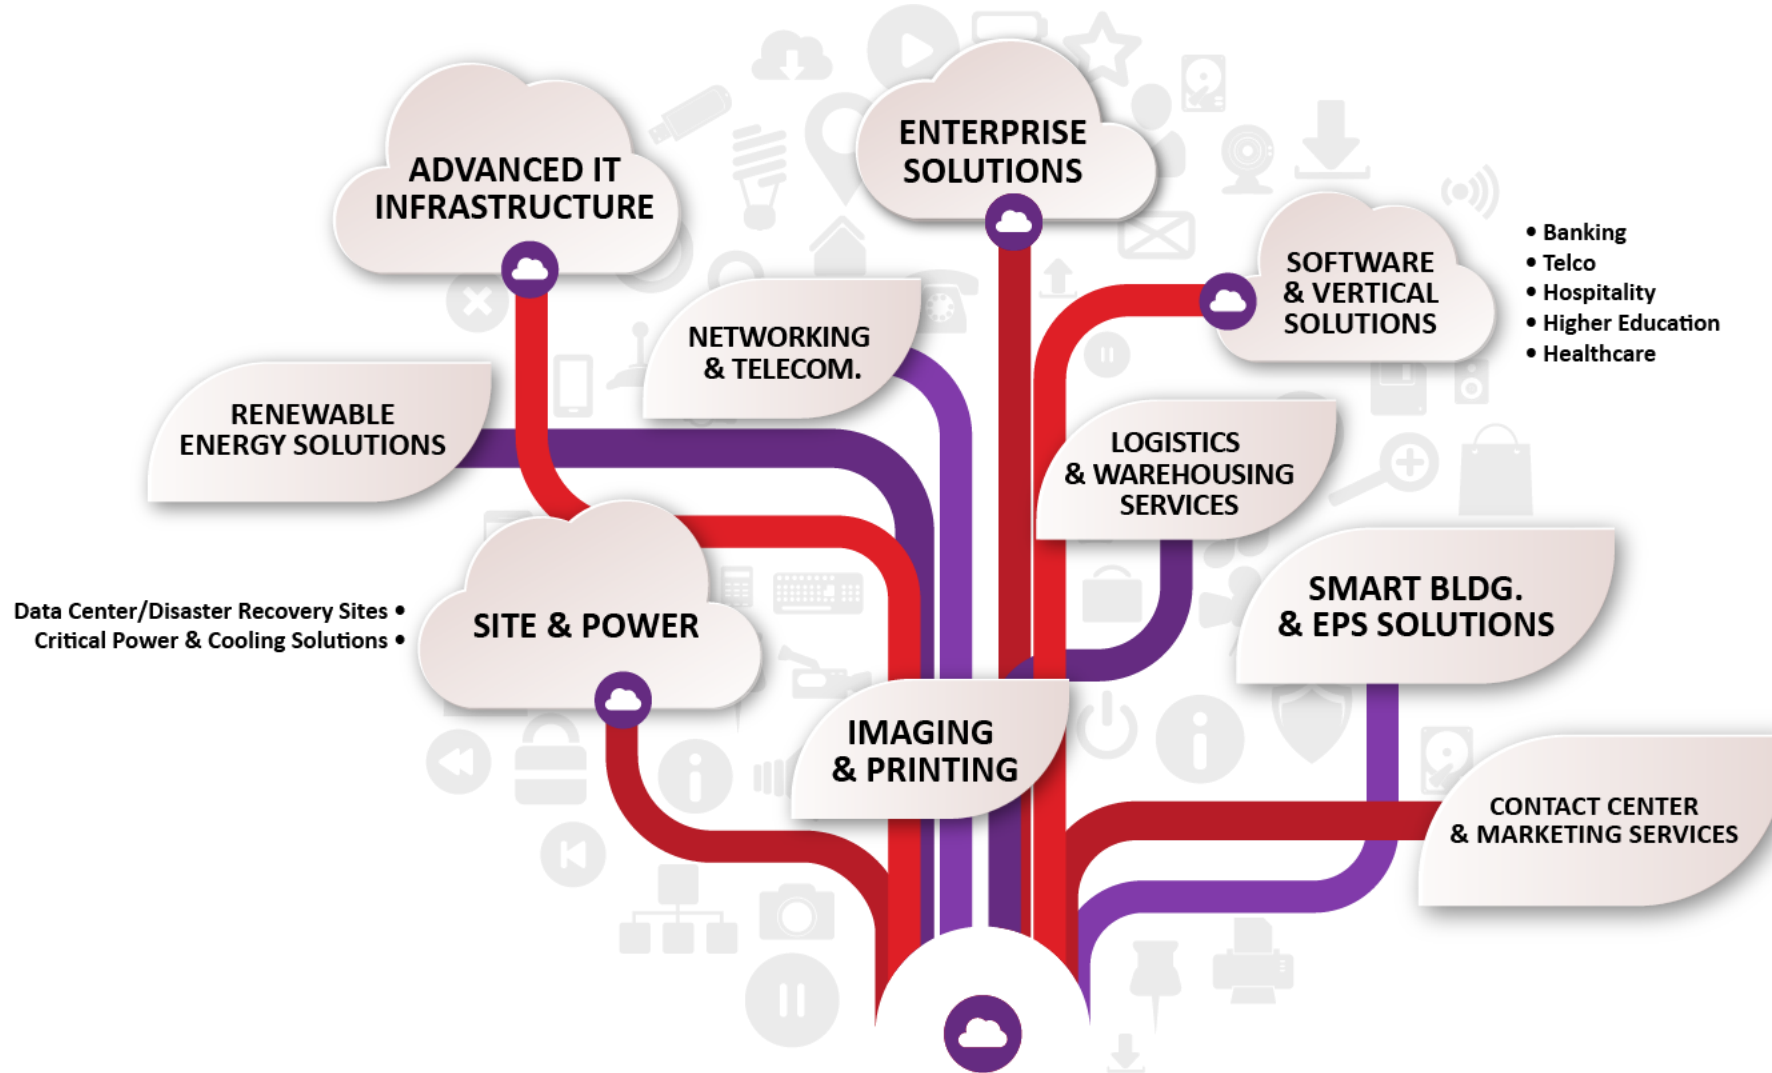 ADVANCED IT
INFRASTRUCTURE
ENTERPRISE
SOLUTIONS
SOFTWARE
& VERTICAL
SOLUTIONS
• Banking
• Telco
• Hospitality
• Higher Education
• Healthcare
NETWORKING
& TELECOM.
RENEWABLE
ENERGY SOLUTIONS
LOGISTICS
& WAREHOUSING
SERVICES
SMART BLDG.
& EPS SOLUTIONS
Data Center/Disaster Recovery Sites •
Critical Power & Cooling Solutions •
SITE & POWER
IMAGING
& PRINTING
CONTACT CENTER
& MARKETING SERVICES